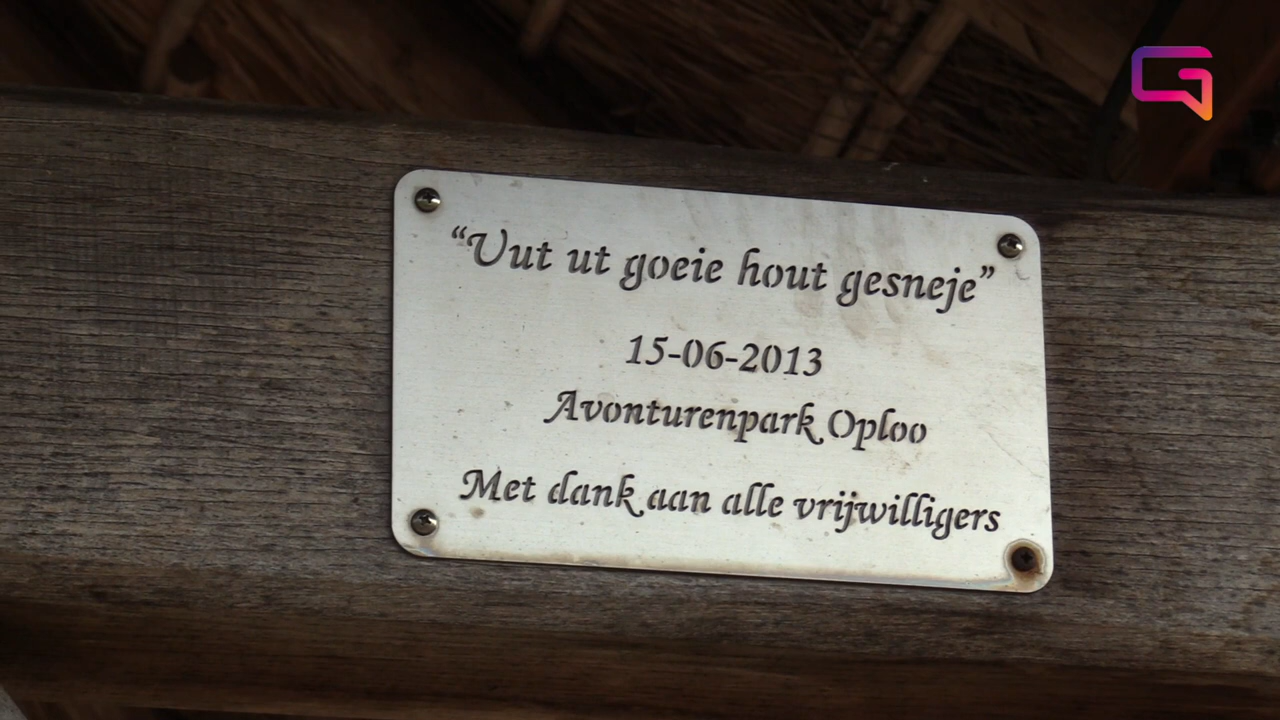 “Uut ut goeie hout gesneje”
15-06-2013
Avonturenpark Oploo
Met dank aan alle vrijwilligers